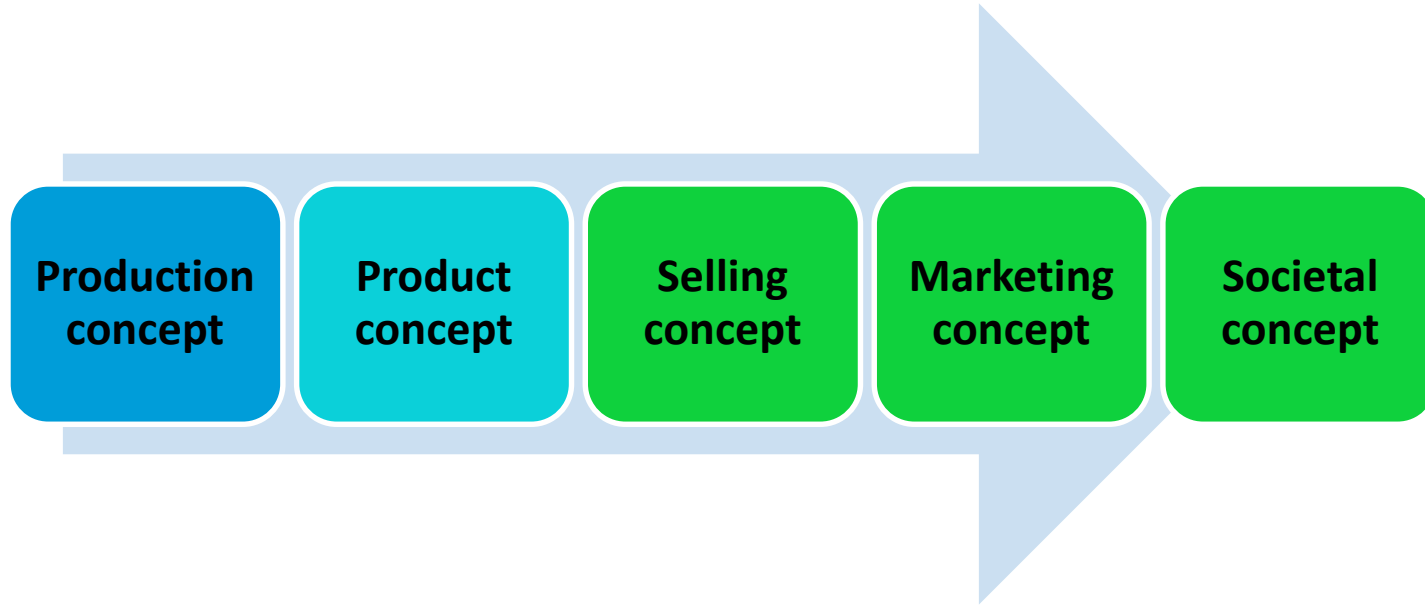 Production
concept
Product
concept
Selling
concept
Marketing
concept
Societal
concept